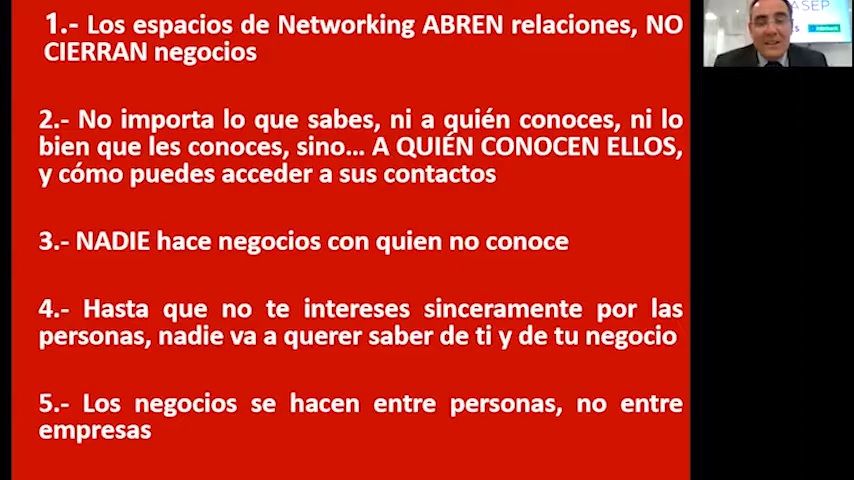 1.- Los espacios de Networking ABREN relaciones, NO
CIERRAN negocios
2.- No importa lo que sabes, ni a quién conoces, ni lo
bien que les conoces, sino... A QUIÉN CONOCEN ELLOS,
y cómo puedes acceder a sus contactos
3.- NADIE hace negocios con quien no conoce
4.- Hasta que no te intereses sinceramente por las
personas, nadie va a querer saber de ti y de tu negocio
5.- Los negocios se hacen entre personas, no entre
empresas
ASEP